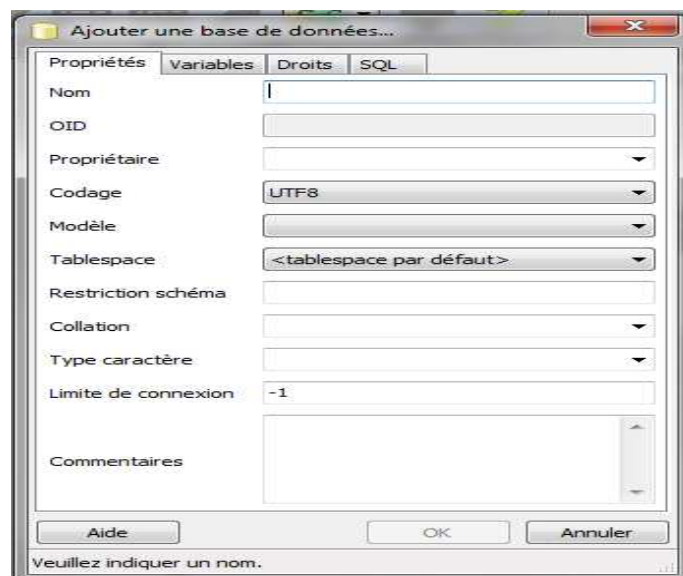 Ajouter une base de données...
Propriétés Variables Droits SQL
Nom
OID
Propriétaire
Codage UTF8
Modèle
Tablespace <tablespace par défaut>
Restriction schéma
Collation
Type caractère
Limite de connexion -1
Commentaires
Aide OK Annuler
Veuillez indiquer un nom.